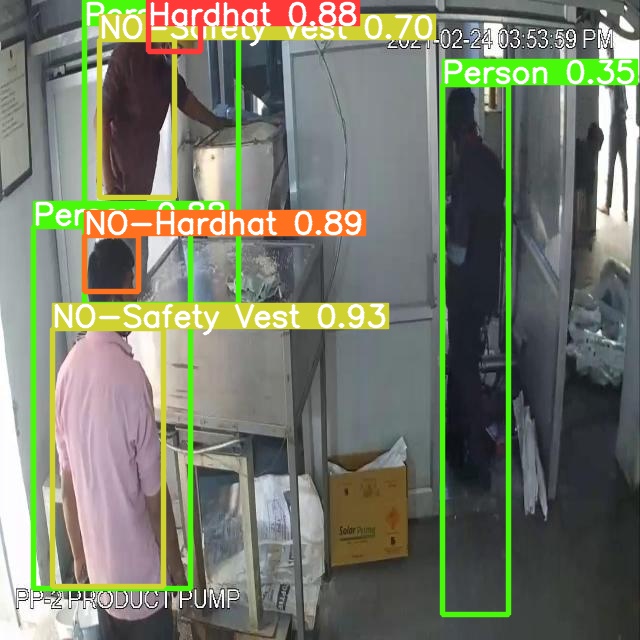 Hardhat 0.88
NO-Safety Vest 0.70
2021-02-24 03:53:59 PM
Person 0.35
NO-Hardhat 0.89
NO-Safety Vest 0.93
Solar Prime
PP-2 PRODUCT PUMP